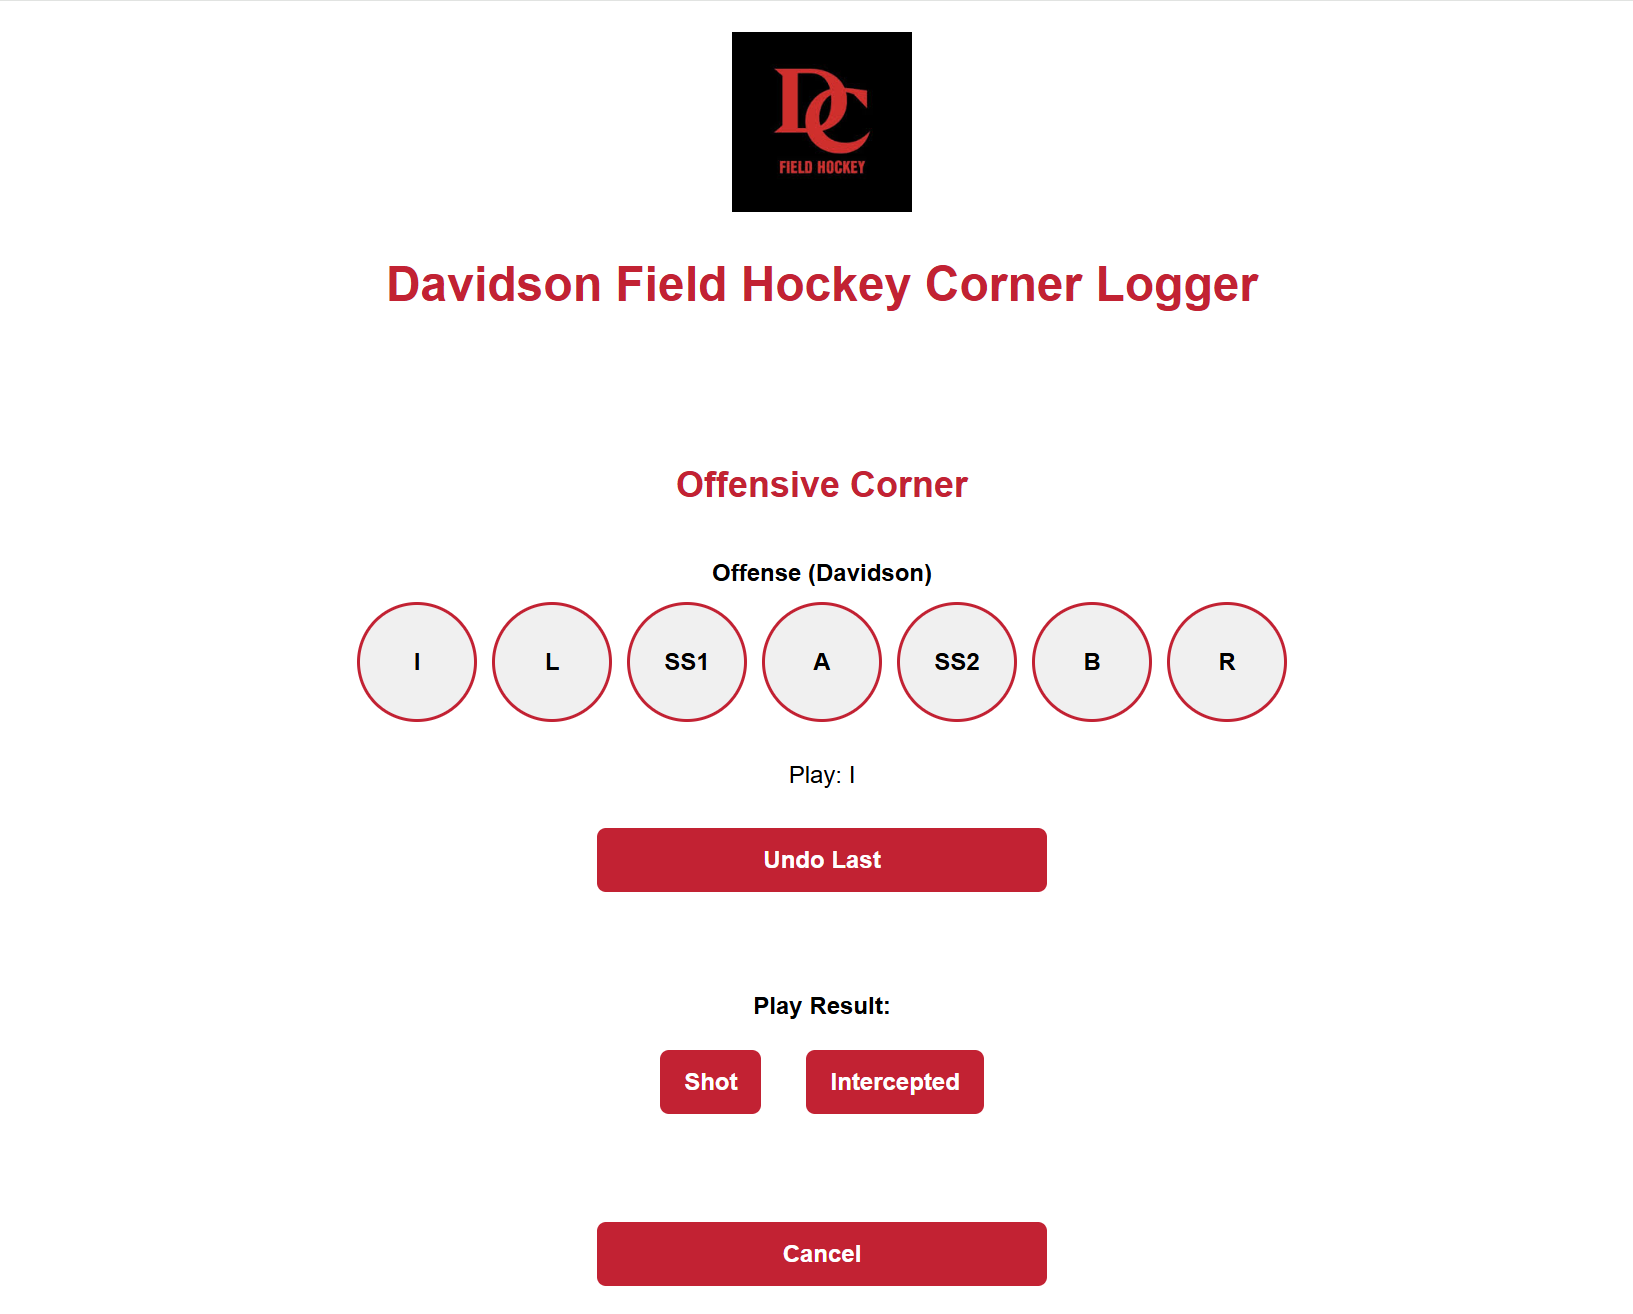 DC
FIELD HOCKEY
Davidson Field Hockey Corner Logger
Offensive Corner
Offense (Davidson)
I L SS1 A SS2 B R
Play: I
Undo Last
Play Result:
Shot Intercepted
Cancel